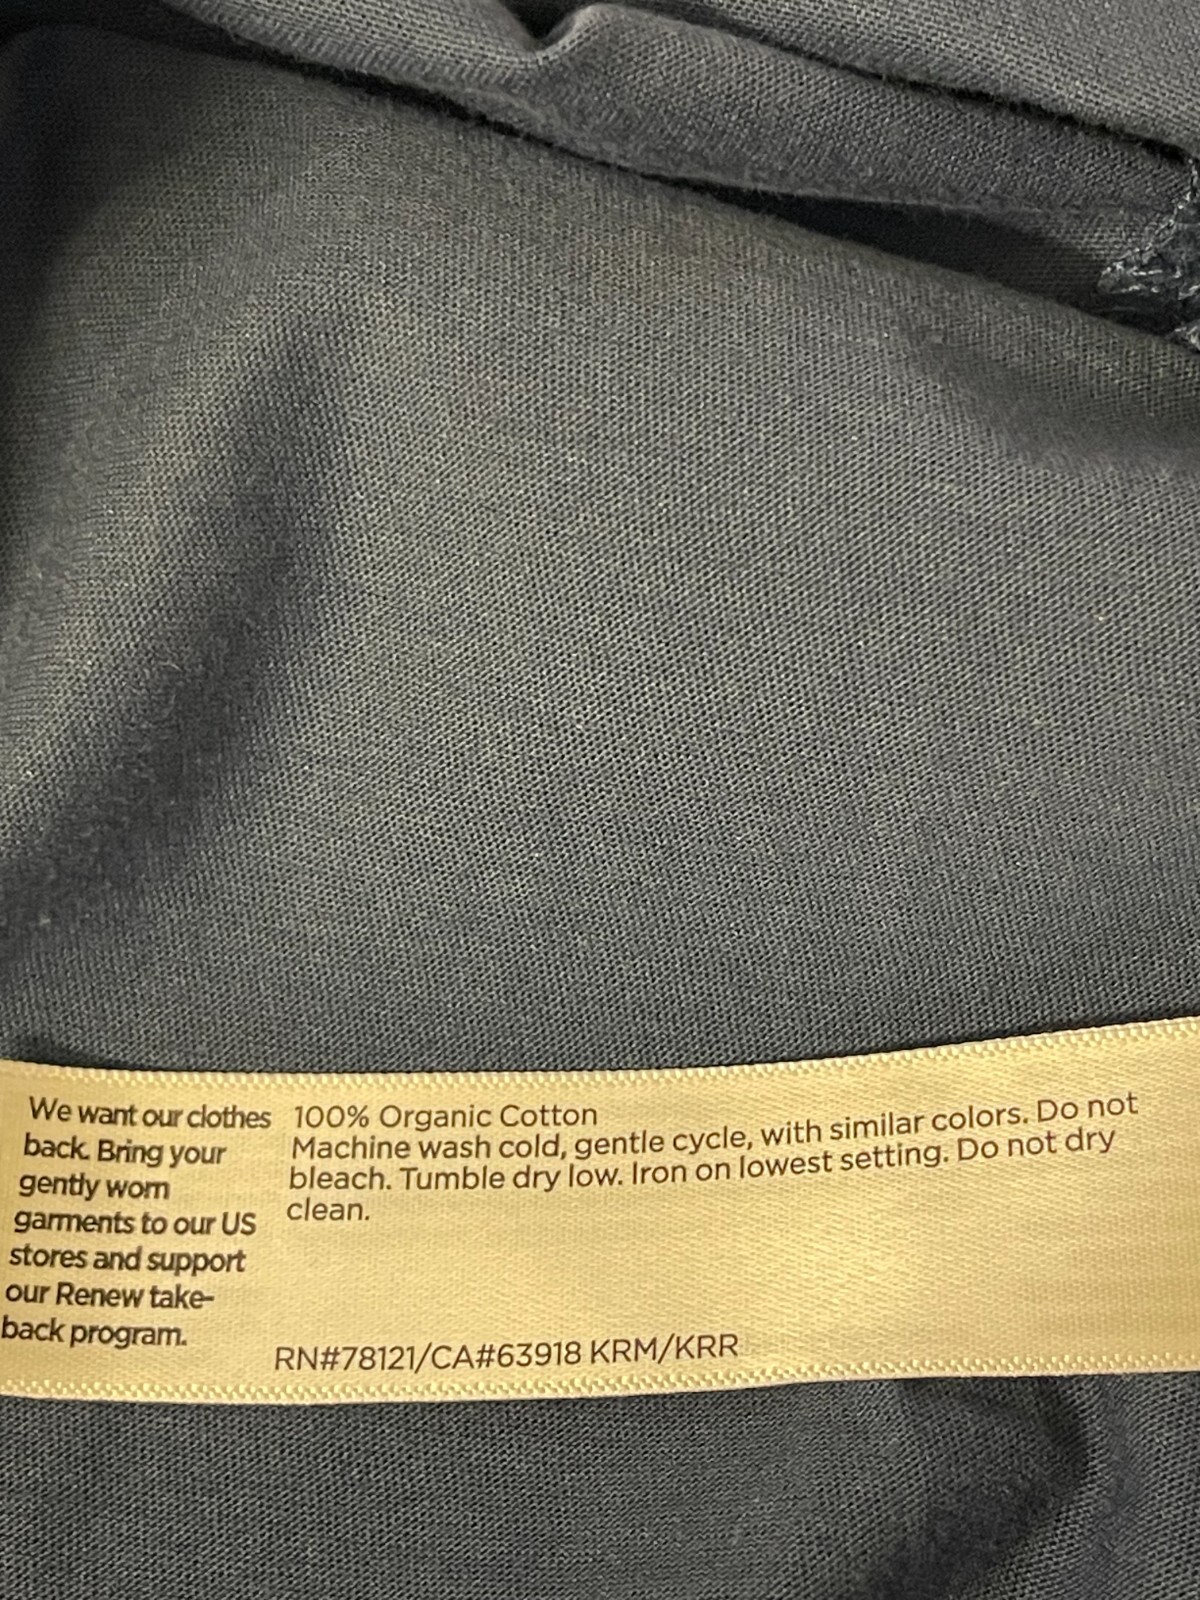 We want our clothes
back. Bring your
gently worn
garments to our US
stores and support
our Renew take-
back program.
100% Organic Cotton
Machine wash cold, gentle cycle, with similar colors. Do not
bleach. Tumble dry low. Iron on lowest setting. Do not dry
clean.
RN#78121/CA#63918 KRM/KRR